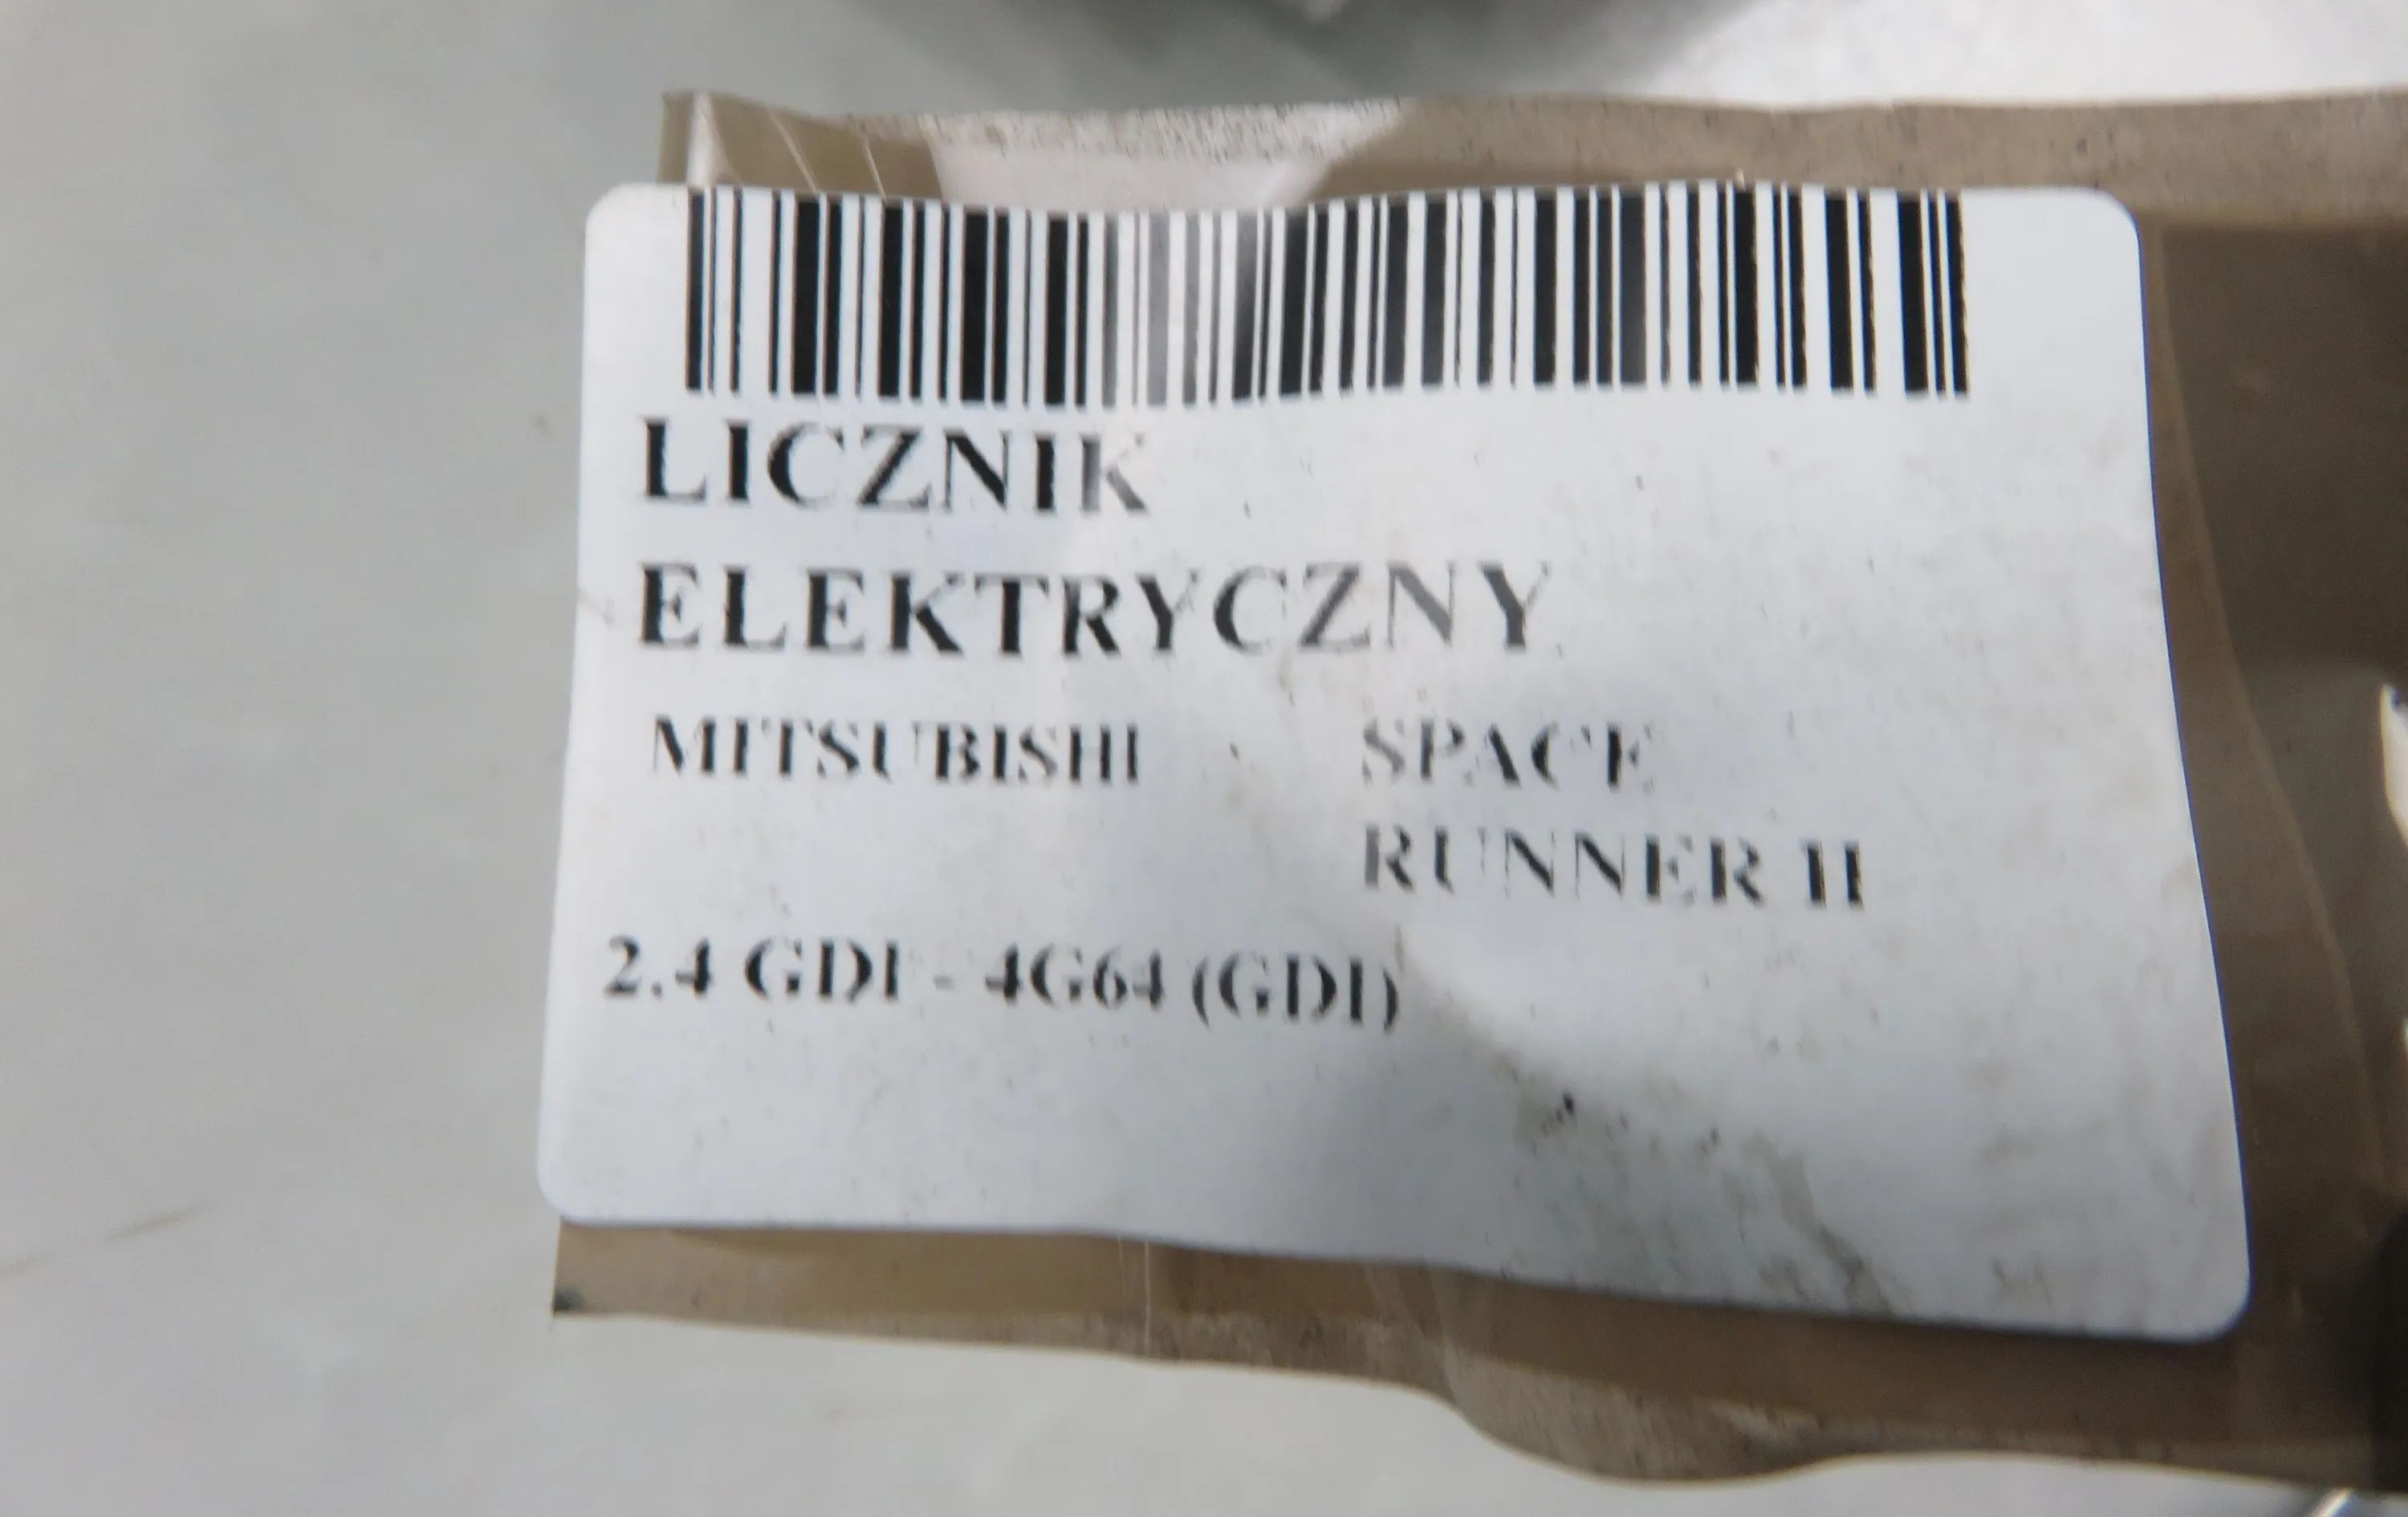 LICZNIK
ELEKTRYCZNY
MITSUBISHI SPACE
RUNNER II
2.4 GDI - 4G64 (GDI)